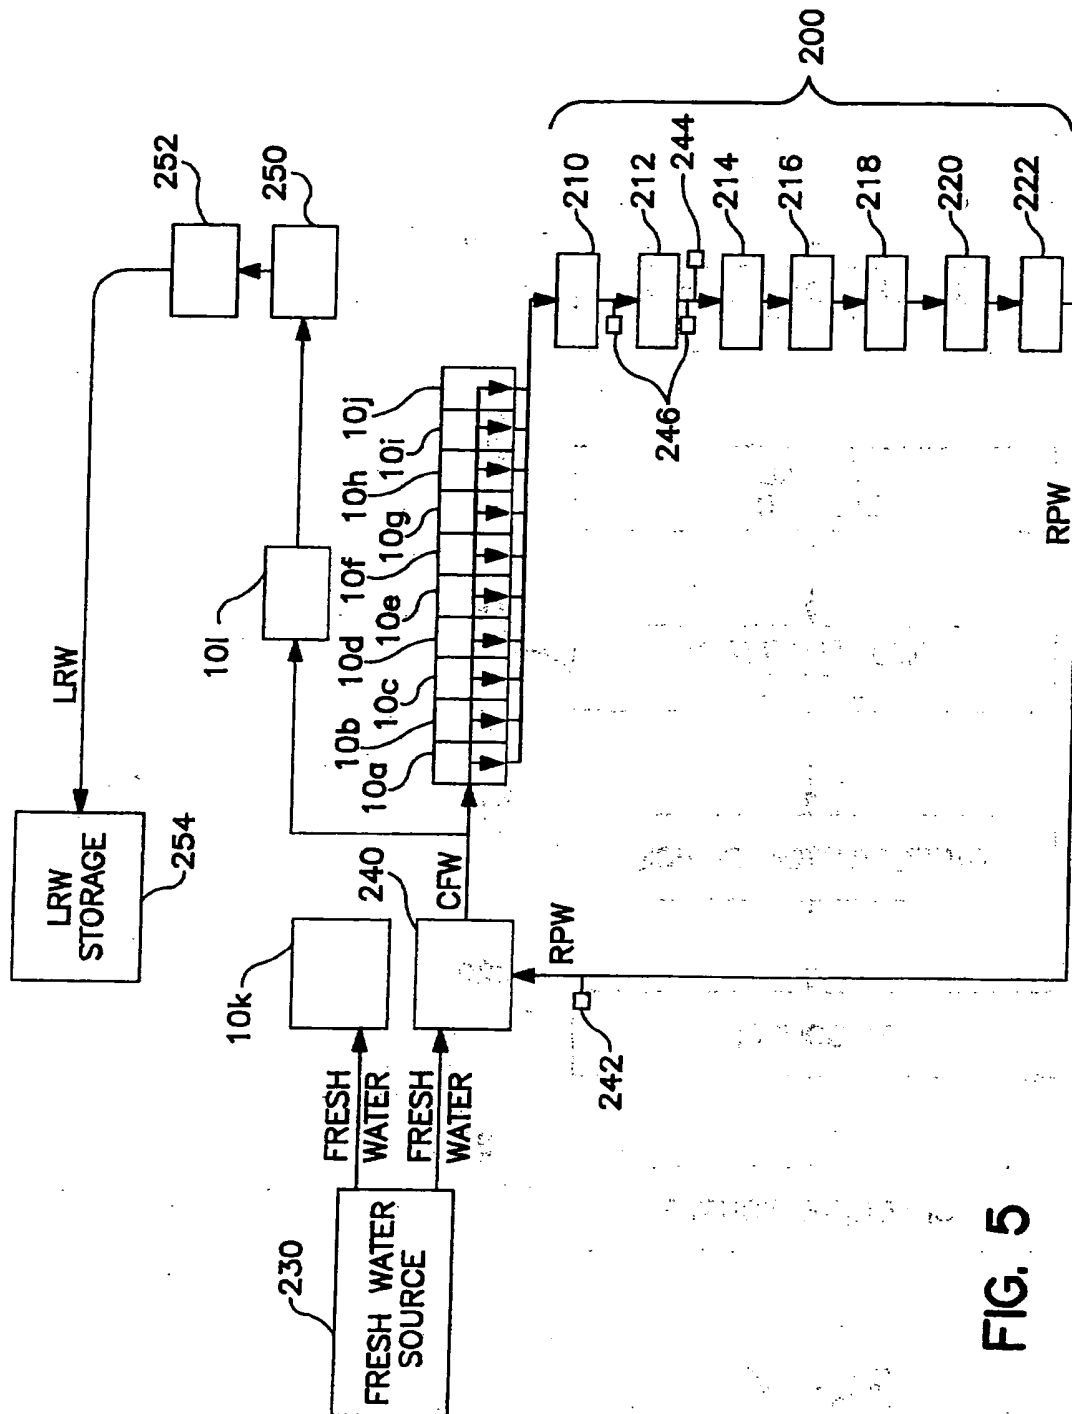 FRESH WATER
SOURCE
230
FRESH
WATER
FRESH
WATER
10k
240
CFW
RPW
242
LRW
STORAGE
254
LRW
10l
252
250
10a
10b
10c
10d
10e
10f
10g
10h
10i
10j
210
212
244
246
214
216
218
220
222
200
RPW
FIG. 5